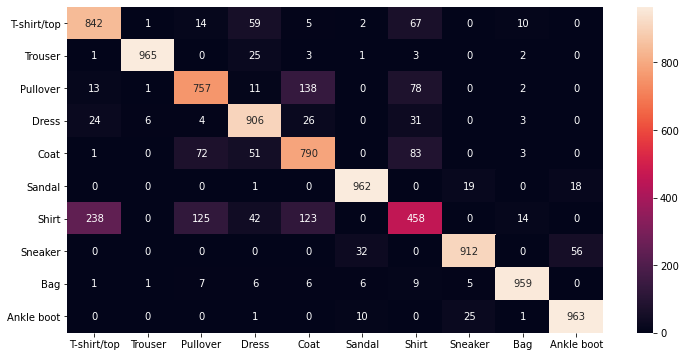 T-shirt/top 842 1 14 59 5 2 67 0 10 0
Trouser 1 965 0 25 3 1 3 0 2 0
Pullover 13 1 757 11 138 0 78 0 2 0
Dress 24 6 4 906 26 0 31 0 3 0
Coat 1 0 72 51 790 0 83 0 3 0
Sandal 0 0 0 1 0 962 0 19 0 18
Shirt 238 0 125 42 123 0 458 0 14 0
Sneaker 0 0 0 0 0 32 0 912 0 56
Bag 1 1 7 6 6 6 9 5 959 0
Ankle boot 0 0 0 1 0 10 0 25 1 963
T-shirt/top Trouser Pullover Dress Coat Sandal Shirt Sneaker Bag Ankle boot
800
600
400
200
0